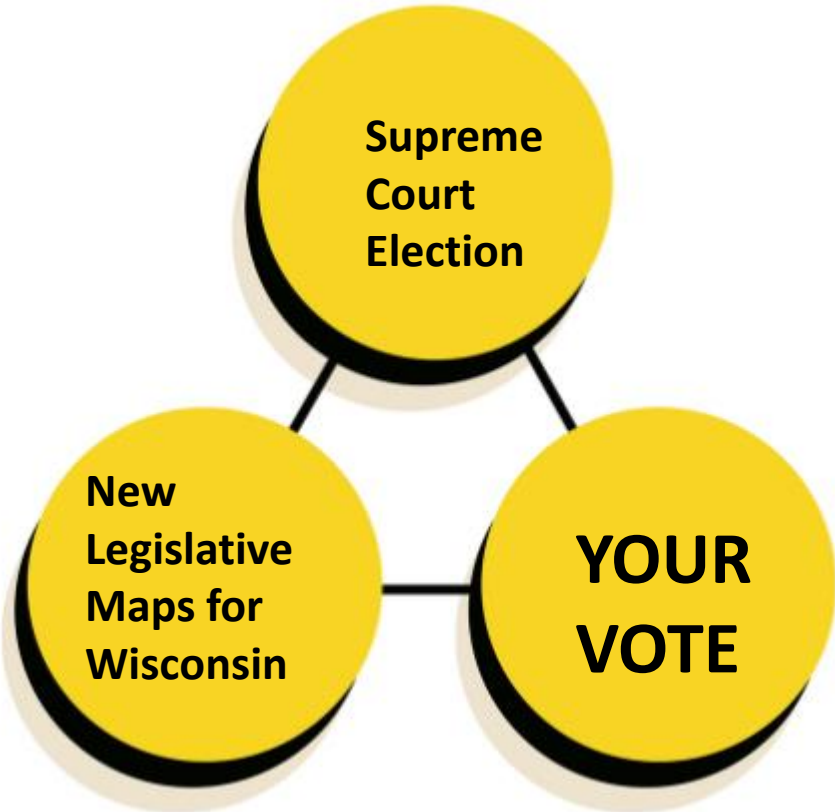 Supreme
Court
Election
New
Legislative
Maps for
Wisconsin
YOUR
VOTE